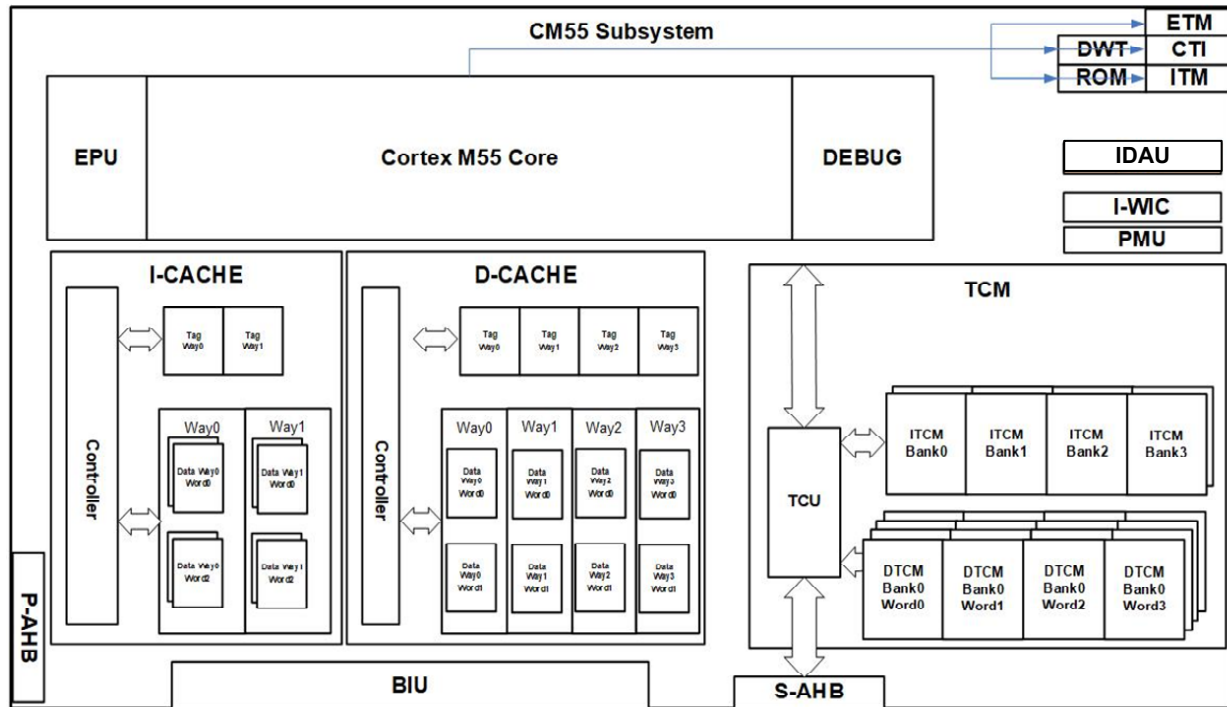 CM55 Subsystem
ETM
DWT
CTI
ROM
ITM
EPU
Cortex M55 Core
DEBUG
IDAU
I-WIC
PMU
I-CACHE
Controller
Tag
Way0
Tag
Way1
Way0
Way1
Data Way0
Word0
Data Way1
Word0
Data Way0
Word2
Data Way1
Word2
D-CACHE
Controller
Tag
Way0
Tag
Way1
Tag
Way2
Tag
Way3
Way0
Way1
Way2
Way3
Data
Way0
Word0
Data
Way1
Word0
Data
Way2
Word0
Data
Way3
Word0
Data
Way0
Word1
Data
Way1
Word1
Data
Way2
Word1
Data
Way3
Word1
TCM
TCU
ITCM
Bank0
ITCM
Bank1
ITCM
Bank2
ITCM
Bank3
DTCM
Bank0
Word0
DTCM
Bank0
Word1
DTCM
Bank0
Word2
DTCM
Bank0
Word3
P-AHB
BIU
S-AHB